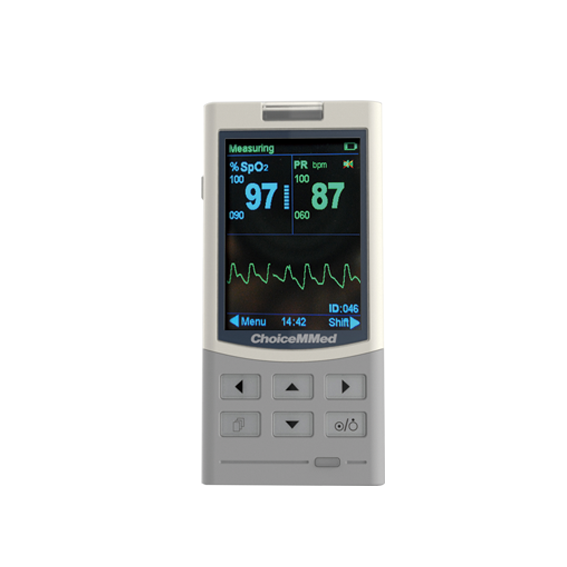 Measuring
%SpO2 PR bpm
100 97 100 87
090 060
ID:046
Menu 14:42 Shift
ChoiceMMed